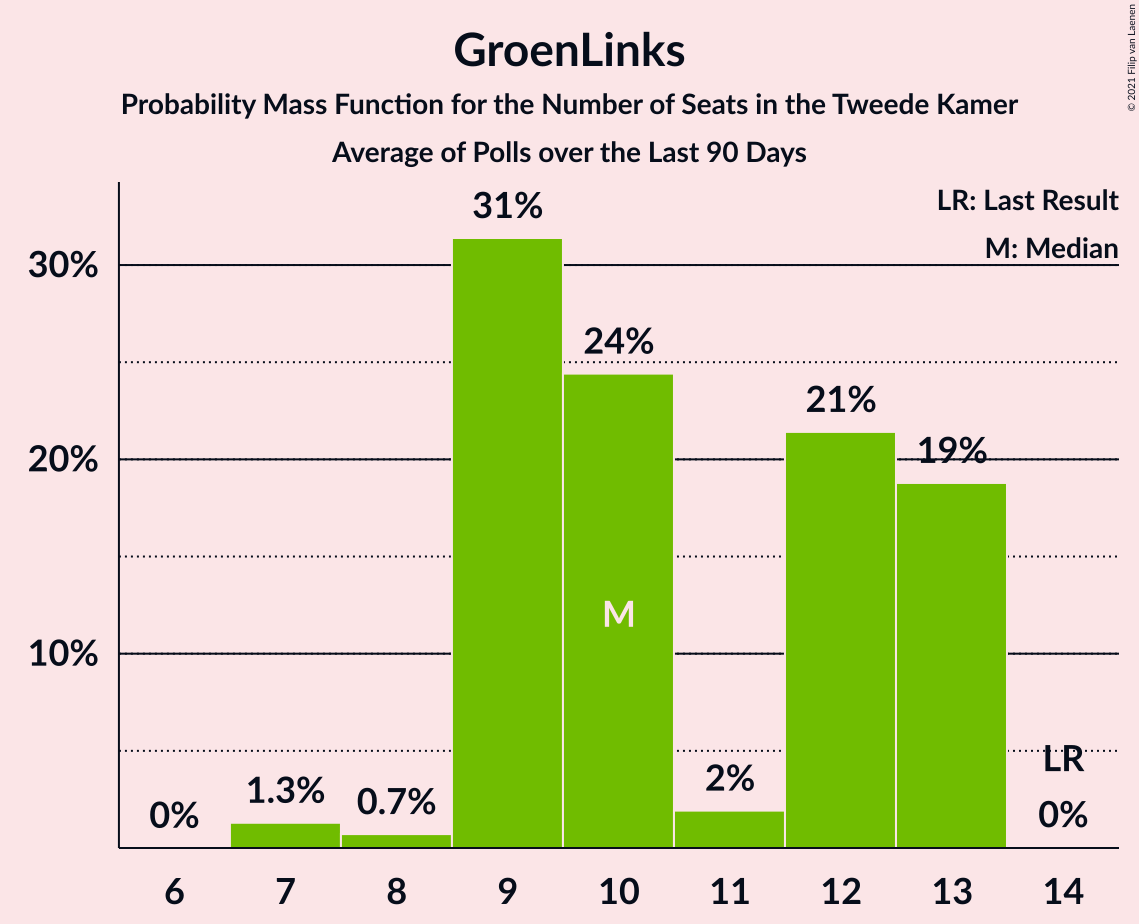 GroenLinks
Probability Mass Function for the Number of Seats in the Tweede Kamer
Average of Polls over the Last 90 Days
© 2021 Filip van Laenen
LR: Last Result
M: Median
30%
20%
10%
0%
1.3%
0.7%
31%
24%
M
2%
21%
19%
LR
0%
6 7 8 9 10 11 12 13 14